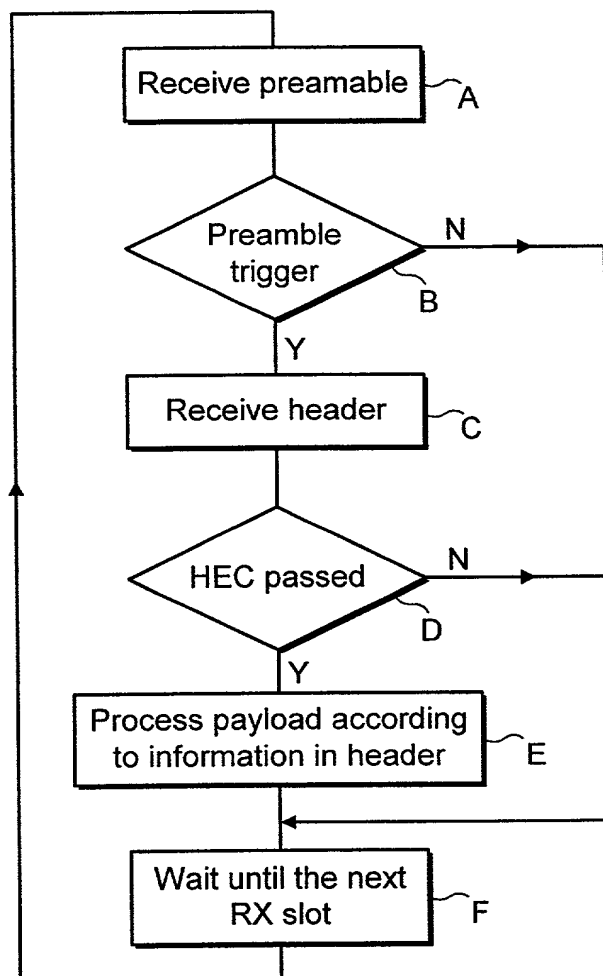 Receive preamable
A
Preamble
trigger
N
B
Y
Receive header
C
HEC passed
N
D
Y
Process payload according
to information in header
E
Wait until the next
RX slot
F